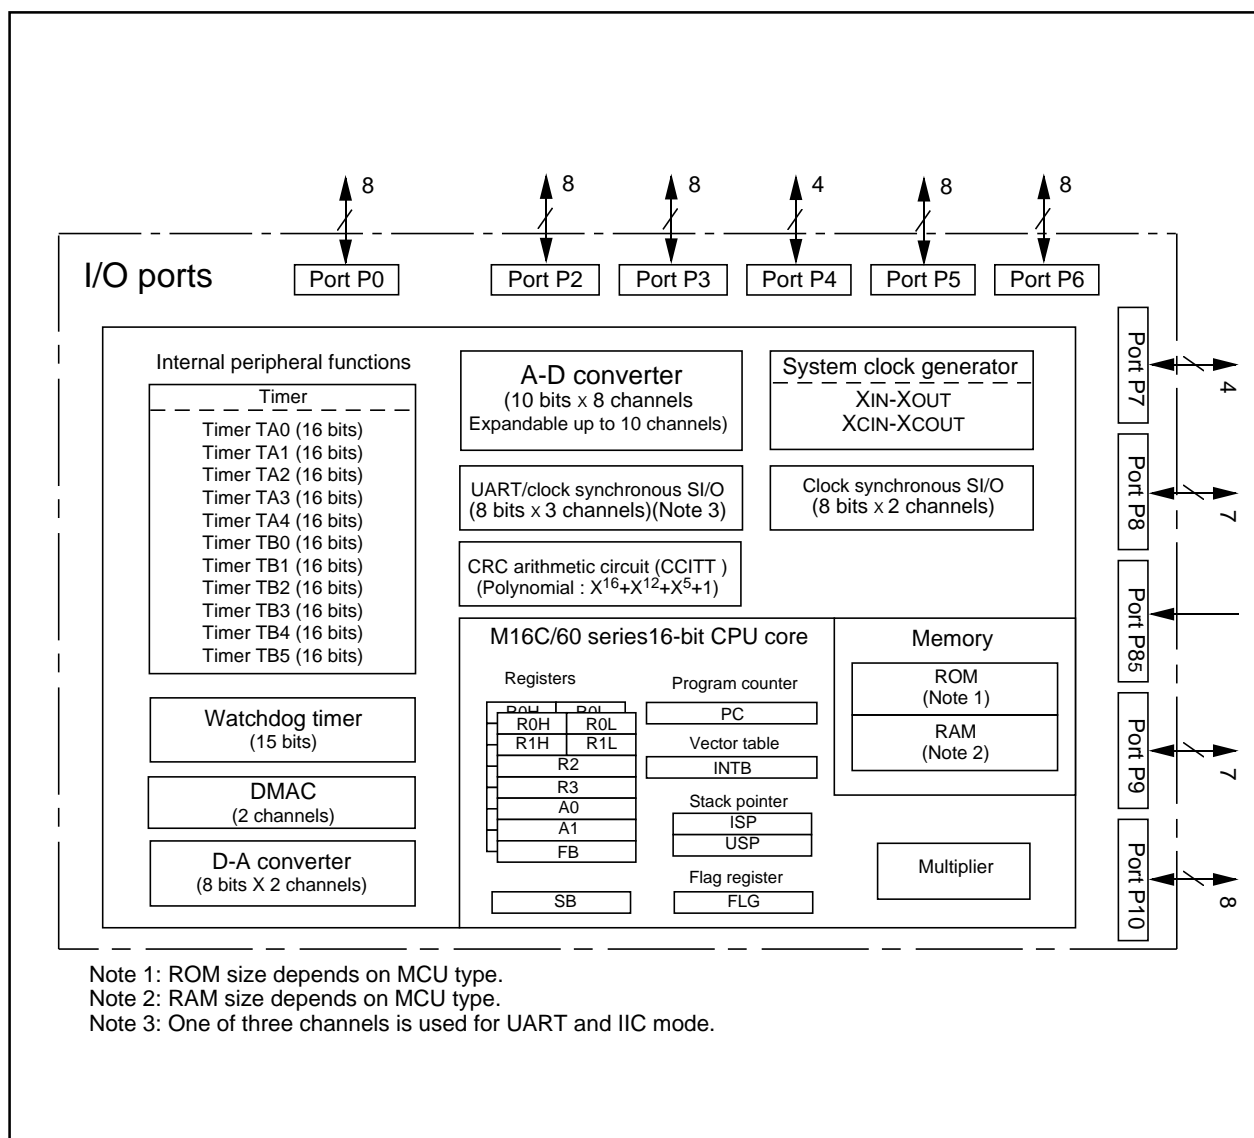 8
8
8
4
8
8
I/O ports
Port P0
Port P2
Port P3
Port P4
Port P5
Port P6
Port P7
4
Port P8
7
Port P85
Port P9
7
Port P10
8
Internal peripheral functions
Timer
Timer TA0 (16 bits)
Timer TA1 (16 bits)
Timer TA2 (16 bits)
Timer TA3 (16 bits)
Timer TA4 (16 bits)
Timer TB0 (16 bits)
Timer TB1 (16 bits)
Timer TB2 (16 bits)
Timer TB3 (16 bits)
Timer TB4 (16 bits)
Timer TB5 (16 bits)
Watchdog timer
(15 bits)
DMAC
(2 channels)
D-A converter
(8 bits X 2 channels)
A-D converter
(10 bits x 8 channels
Expandable up to 10 channels)
System clock generator
XIN-XOUT
XCIN-XCOUT
UART/clock synchronous SI/O
(8 bits x 3 channels)(Note 3)
Clock synchronous SI/O
(8 bits x 2 channels)
CRC arithmetic circuit (CCITT )
(Polynomial : X16+X12+X5+1)
M16C/60 series16-bit CPU core
Registers
R0H R0L
R0H R0L
R1H R1L
R2
R3
A0
A1
FB
SB
Program counter
PC
Vector table
INTB
Stack pointer
ISP
USP
Flag register
FLG
Memory
ROM
(Note 1)
RAM
(Note 2)
Multiplier
Note 1: ROM size depends on MCU type.
Note 2: RAM size depends on MCU type.
Note 3: One of three channels is used for UART and IIC mode.